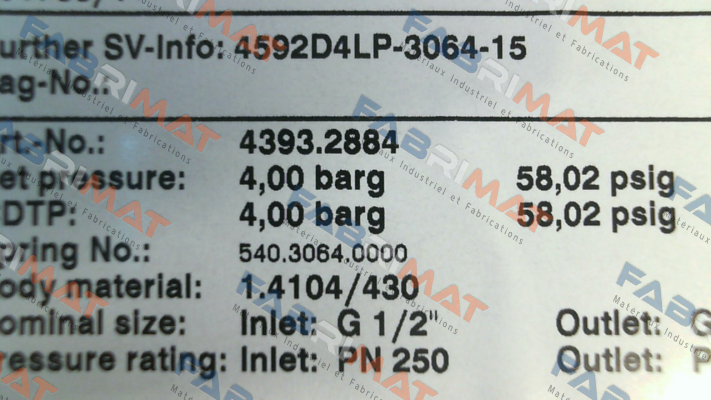 urther SV-Info: 4592D4LP-3064-15
ag-No.:
rt.-No.: 4393.2884
et pressure: 4,00 barg 58,02 psig
DTP: 4,00 barg 58,02 psig
pring No.: 540.3064.0000
ody material: 1.4104/430
ominal size: Inlet: G 1/2" Outlet: G
ressure rating: Inlet: PN 250 Outlet: P
FABRIMAT
Matériaux Industriel et Fabrications